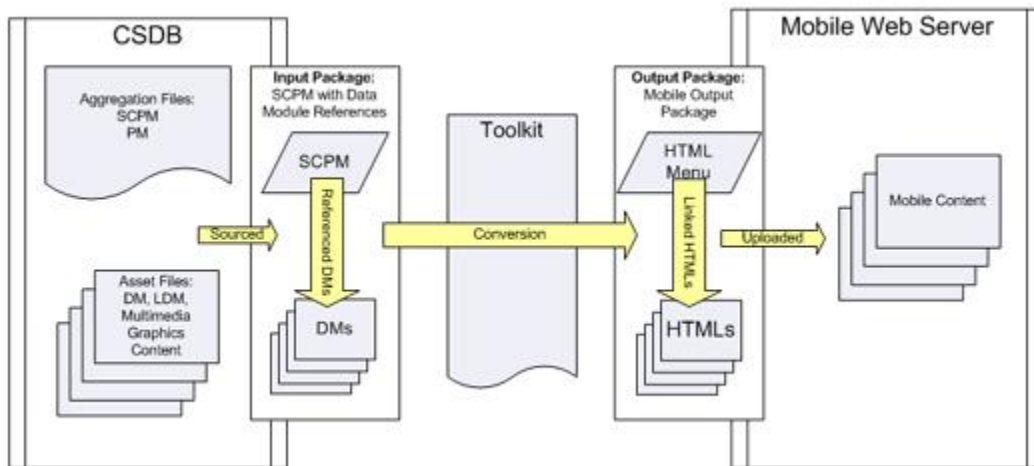 CSDB
Aggregation Files:
SCPM
PM
Asset Files:
DM, LDM,
Multimedia
Graphics
Content
Sourced
Input Package:
SCPM with Data
Module References
SCPM
Referenced DMs
DMs
Toolkit
Conversion
Output Package:
Mobile Output
Package
HTML
Menu
Linked HTMLs
HTMLs
Uploaded
Mobile Web Server
Mobile Content